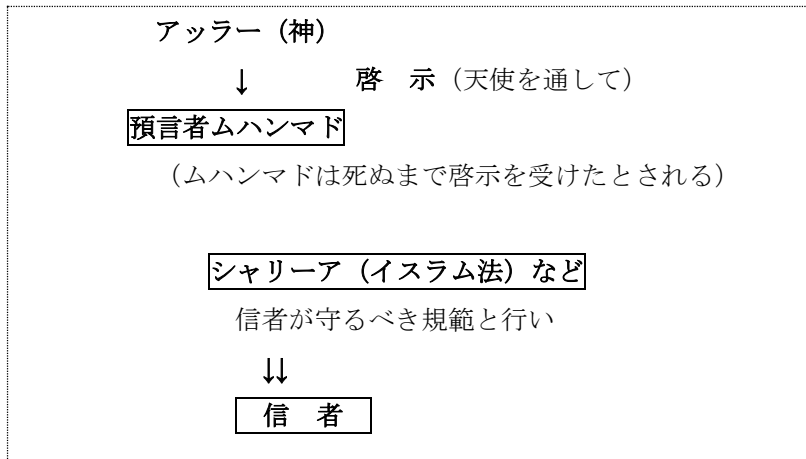 アッラー(神)
↓ 啓 示(天使を通して)
預言者ムハンマド
(ムハンマドは死ぬまで啓示を受けたとされる)
シャリーア(イスラム法)など
信者が守るべき規範と行い
↓↓
信 者